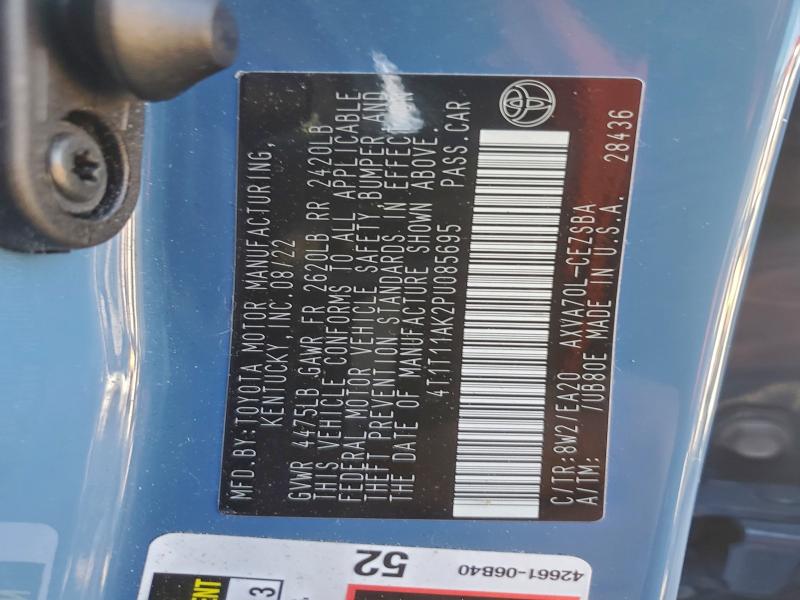 MFD.BY:TOYOTA MOTOR MANUFACTURING,
KENTUCKY, INC.08/22
GVWR 4475LB GAWR FR 2620LB RR 2420LB
THIS VEHICLE CONFORMS TO ALL APPLICABLE
FEDERAL MOTOR VEHICLE SAFETY, BUMPER AND
THEFT PREVENTION STANDARDS IN EFFECT ON
THE DATE OF MANUFACTURE SHOWN ABOVE.
4T1T11AK2PU085695 PASS.CAR
C/TR:8W2/EA20 AXVA70L-CEZSBA
A/TM: /UB80E MADE IN U.S.A. 28436
52
42661-06B40
3